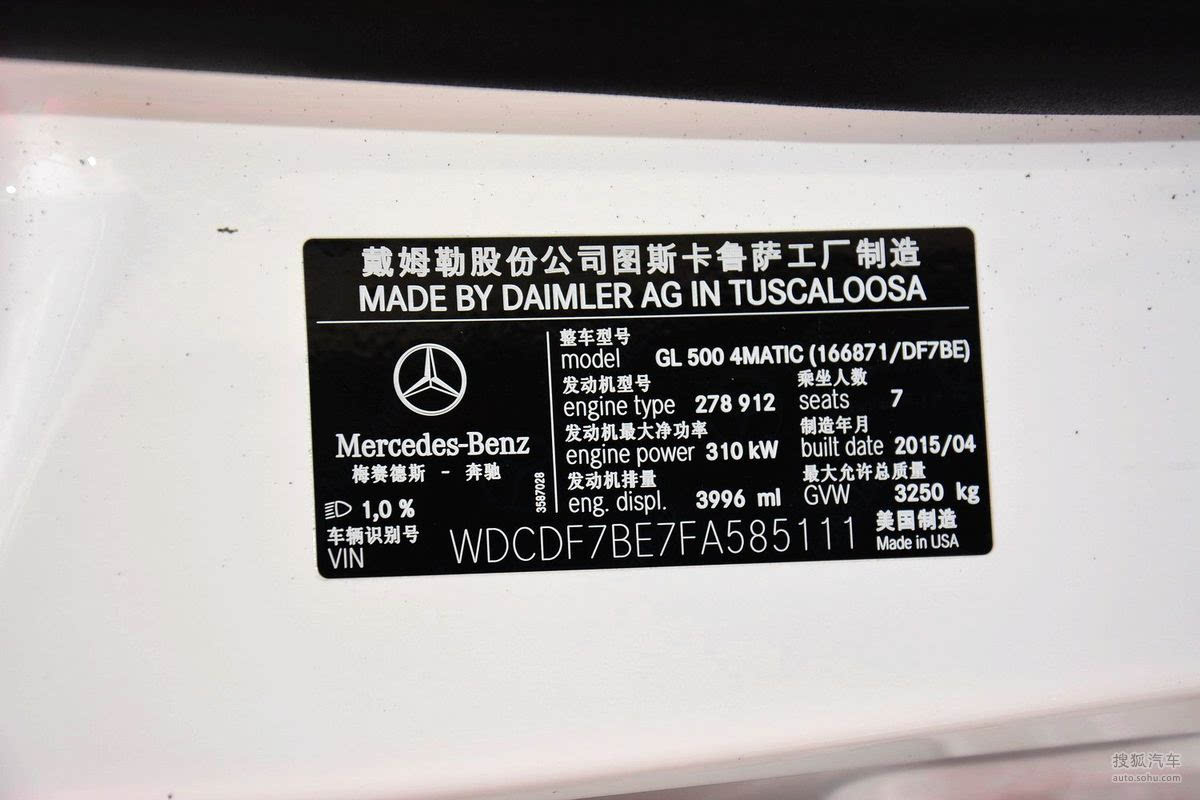 戴姆勒股份公司图斯卡鲁萨工厂制造
MADE BY DAIMLER AG IN TUSCALOOSA
Mercedes-Benz
梅赛德斯 - 奔驰
1,0 %
3587028
整车型号
model GL 500 4MATIC (166871/DF7BE)
发动机型号 乘坐人数
engine type 278 912 seats 7
发动机最大净功率 制造年月
engine power 310 kW built date 2015/04
发动机排量 最大允许总质量
eng. displ. 3996 ml GVW 3250 kg
车辆识别号 美国制造
VIN WDCDF7BE7FA585111 Made in USA
搜狐汽车
auto.sohu.com